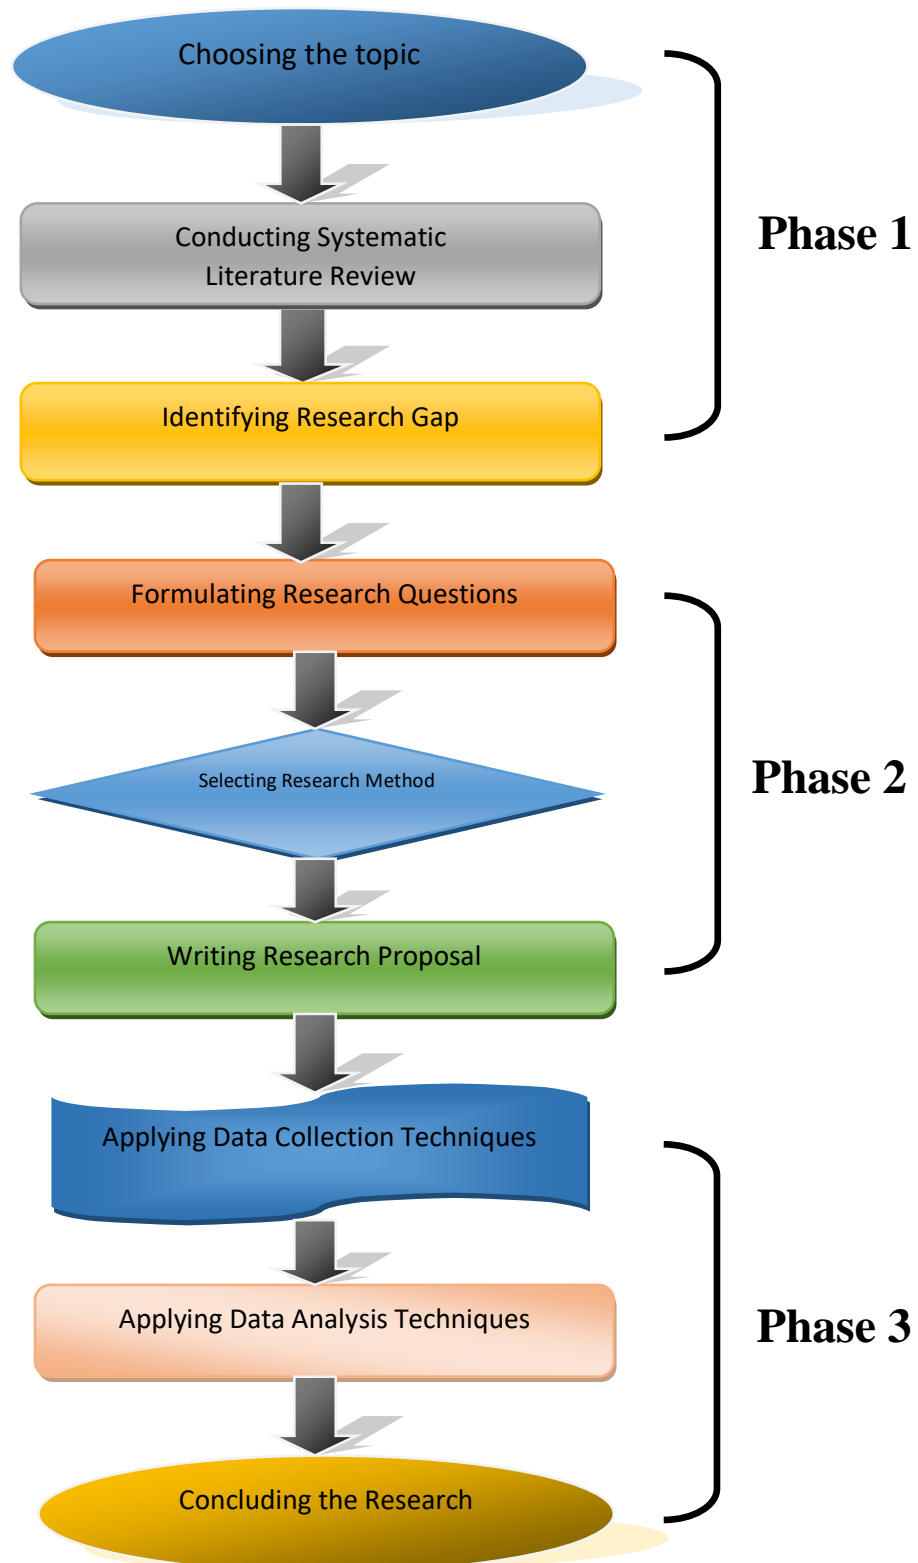 Choosing the topic
Conducting Systematic
Literature Review
Phase 1
Identifying Research Gap
Formulating Research Questions
Selecting Research Method
Phase 2
Writing Research Proposal
Applying Data Collection Techniques
Applying Data Analysis Techniques
Phase 3
Concluding the Research